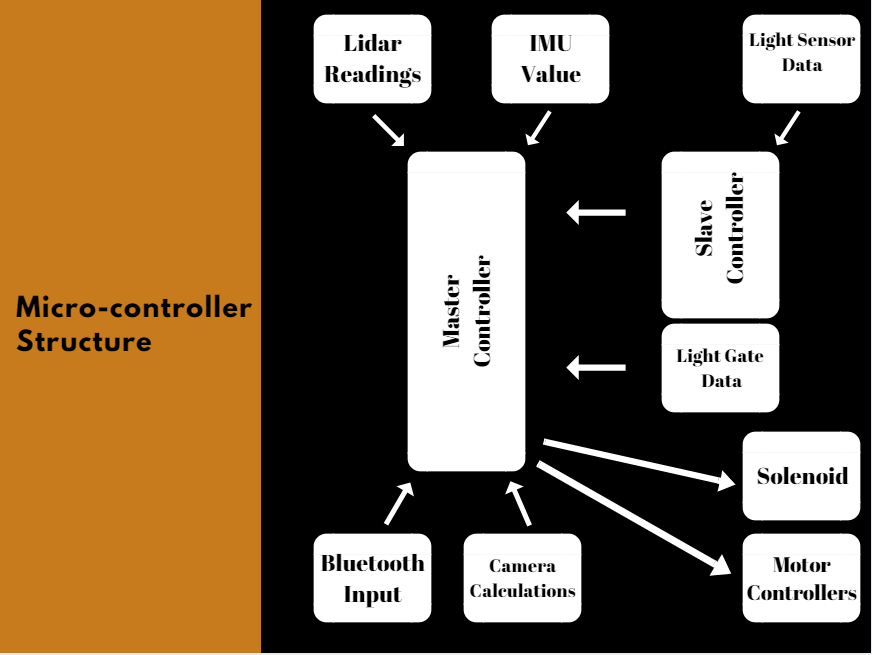 Micro-controller
Structure
Lidar
Readings
IMU
Value
Light Sensor
Data
Master
Controller
Slave
Controller
Light Gate
Data
Solenoid
Bluetooth
Input
Camera
Calculations
Motor
Controllers